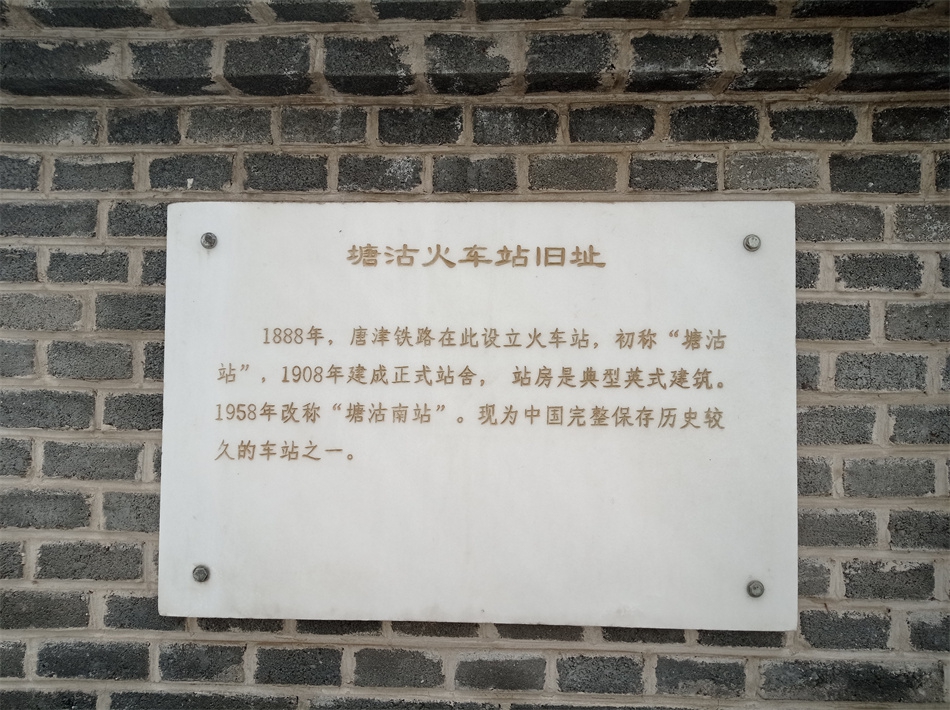 塘沽火车站旧址
1888年，唐津铁路在此设立火车站，初称“塘沽
站”，1908年建成正式站舍， 站房是典型英式建筑。
1958年改称“塘沽南站”。现为中国完整保存历史较
久的车站之一。